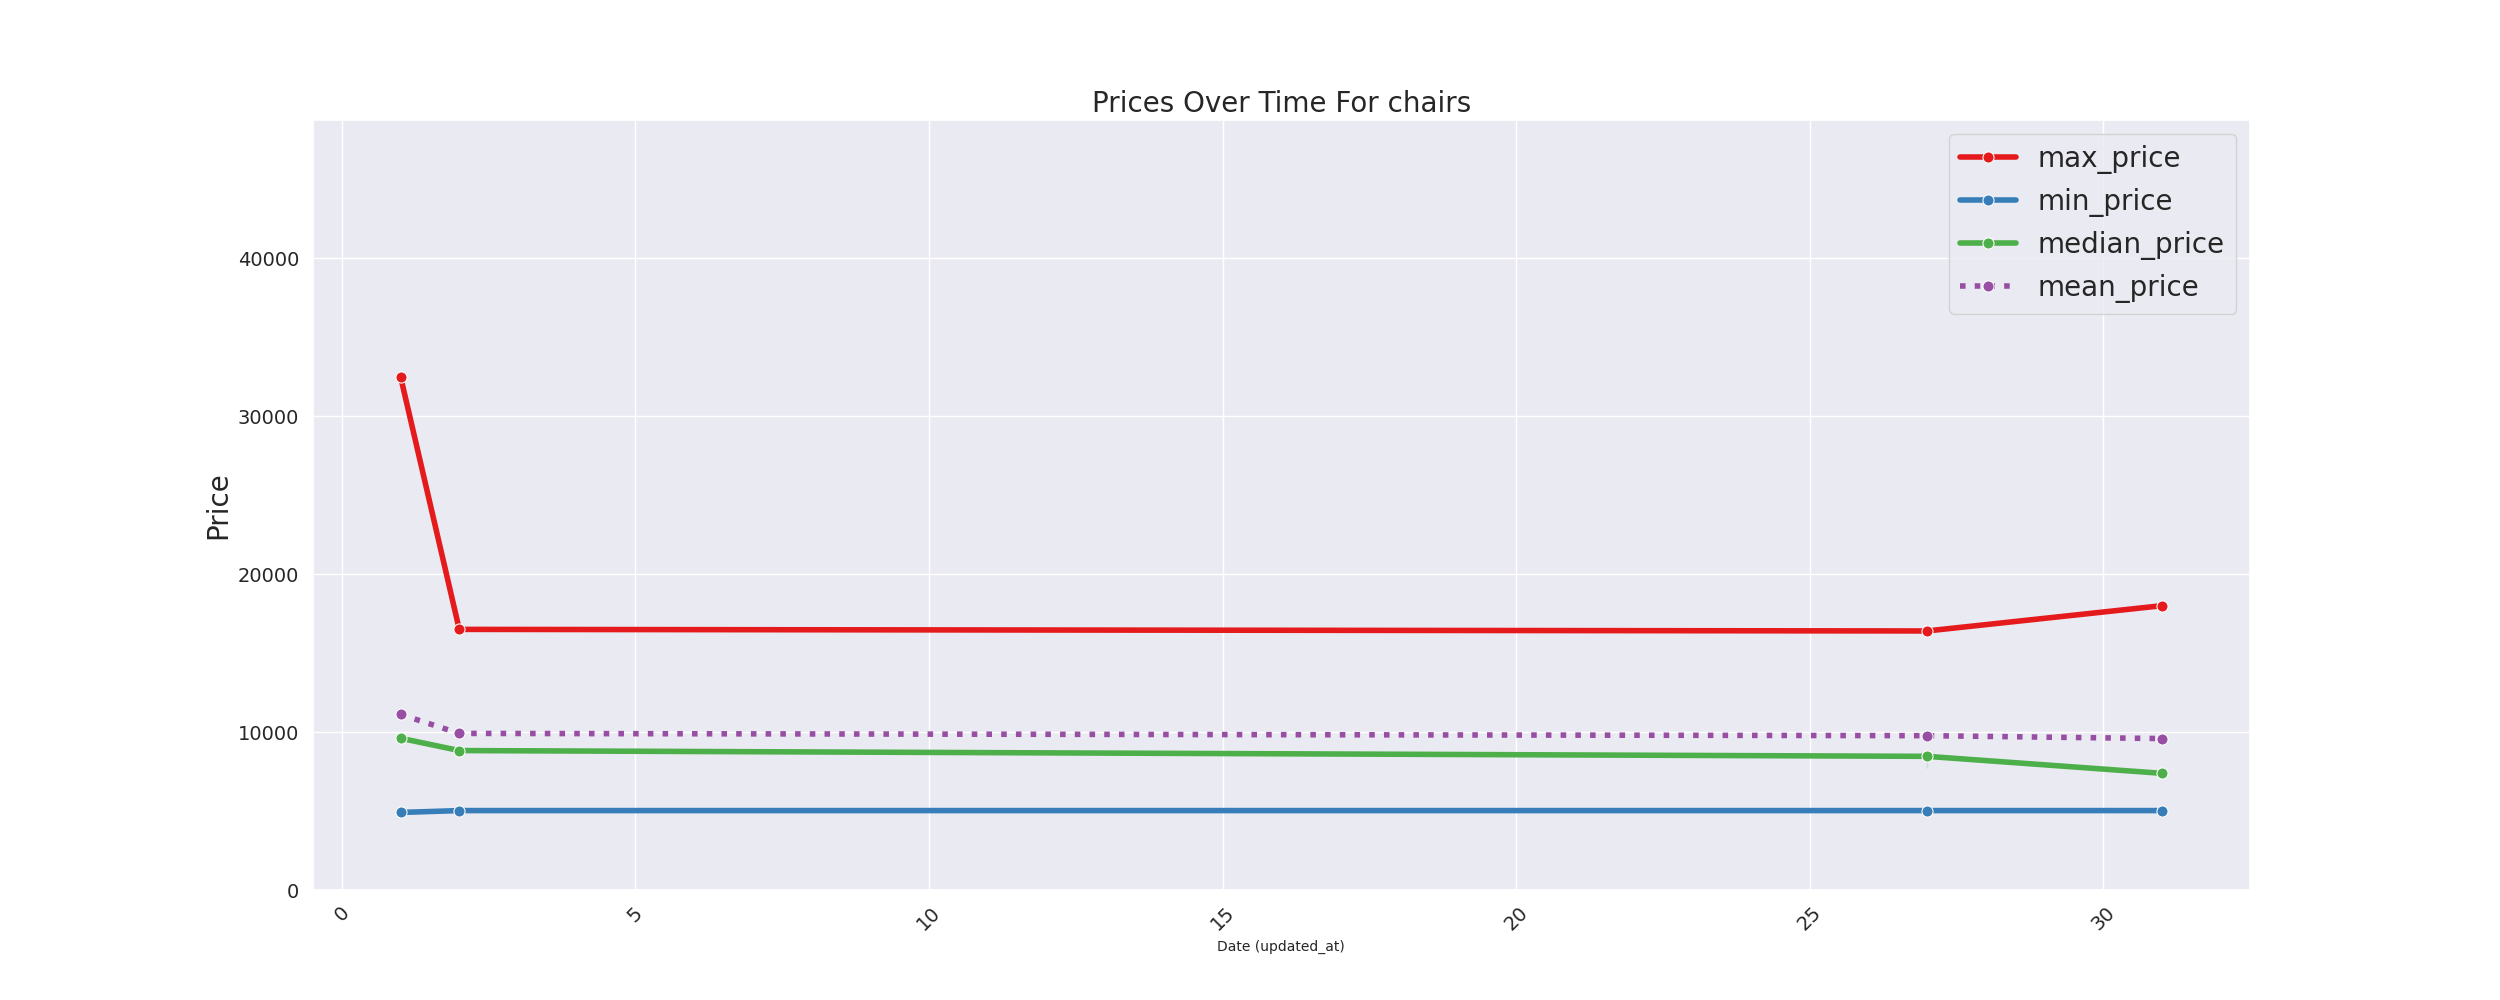 Prices Over Time For chairs
max_price
min_price
median_price
mean_price
Price
40000
30000
20000
10000
0
0 5 10 15 20 25 30
Date (updated_at)